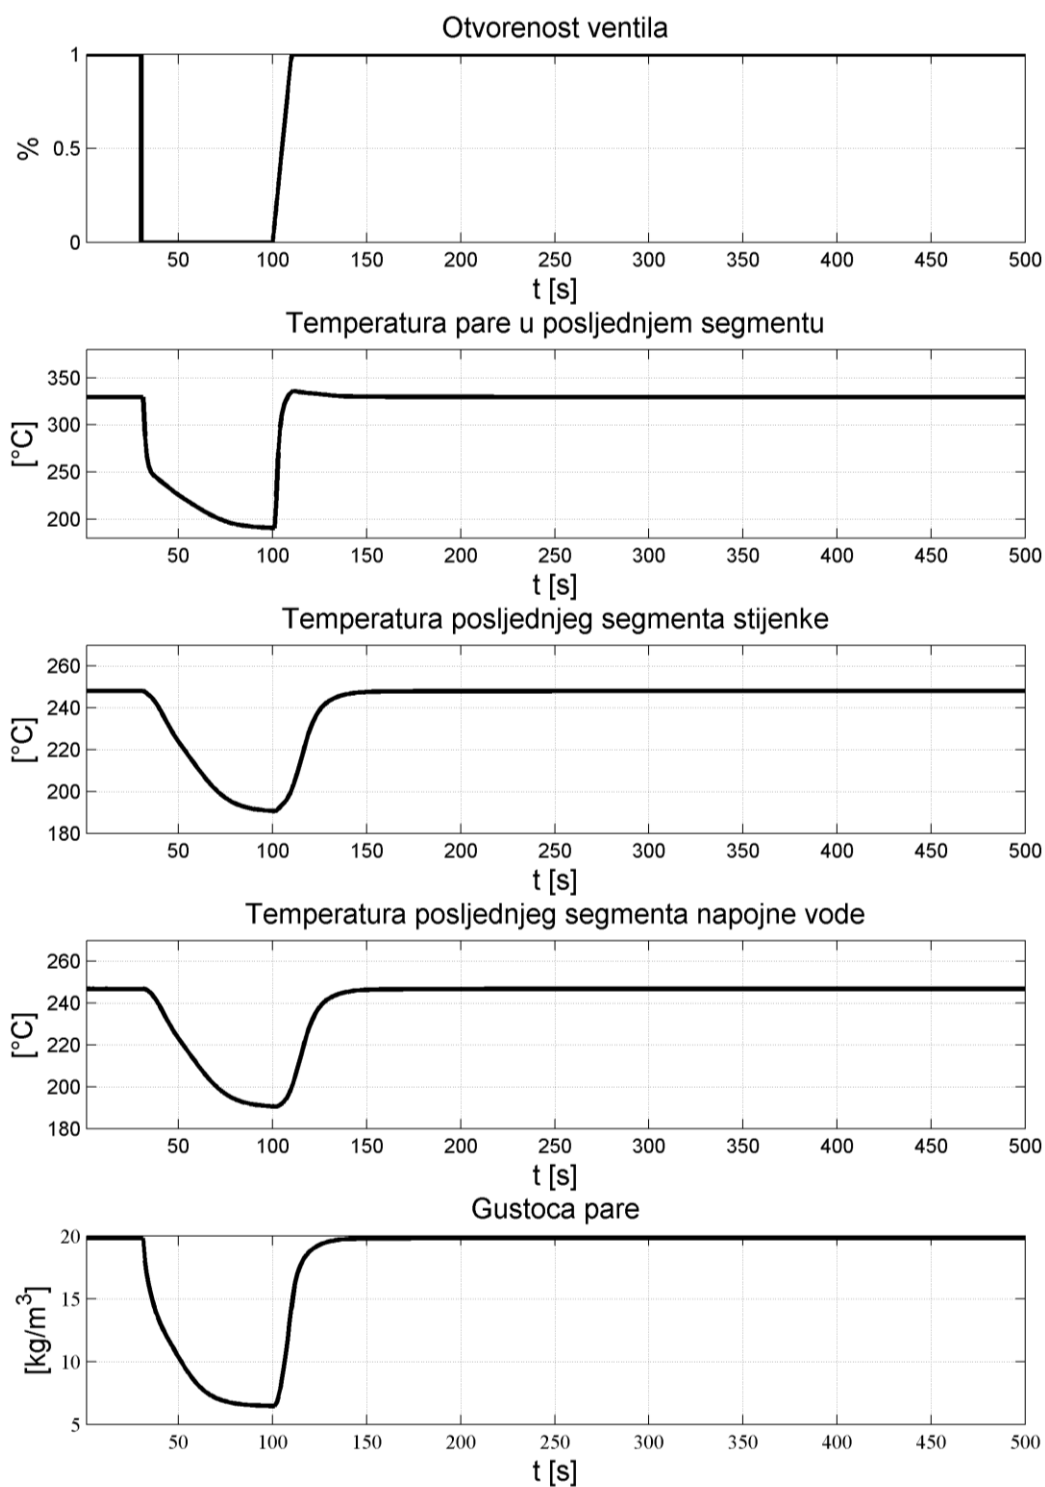 Otvorenost ventila
1
0.5
0
%
50 100 150 200 250 300 350 400 450 500
t [s]
Temperatura pare u posljednjem segmentu
350
300
250
200
[°C]
50 100 150 200 250 300 350 400 450 500
t [s]
Temperatura posljednjeg segmenta stijenke
260
240
220
200
180
[°C]
50 100 150 200 250 300 350 400 450 500
t [s]
Temperatura posljednjeg segmenta napojne vode
260
240
220
200
180
[°C]
50 100 150 200 250 300 350 400 450 500
t [s]
Gustoca pare
20
15
10
5
[kg/m³]
50 100 150 200 250 300 350 400 450 500
t [s]